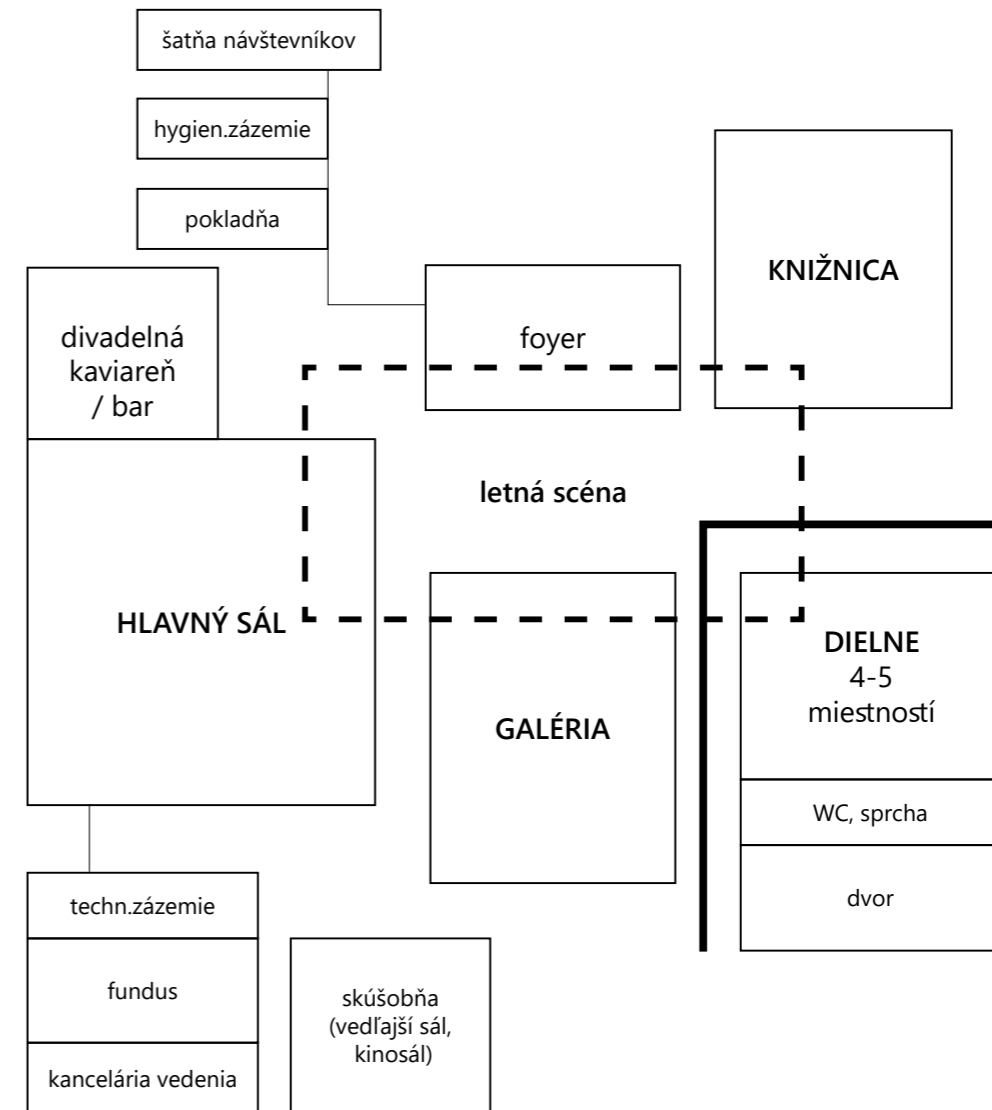 šatňa návštevníkov
hygien.zázemie
pokladňa
KNIŽNICA
divadelná
kaviareň
/ bar
foyer
letná scéna
HLAVNÝ SÁL
GALÉRIA
DIELNE
4-5
miestností
WC, sprcha
dvor
techn.zázemie
fundus
kancelária vedenia
skúšobňa
(vedľajší sál,
kinosál)